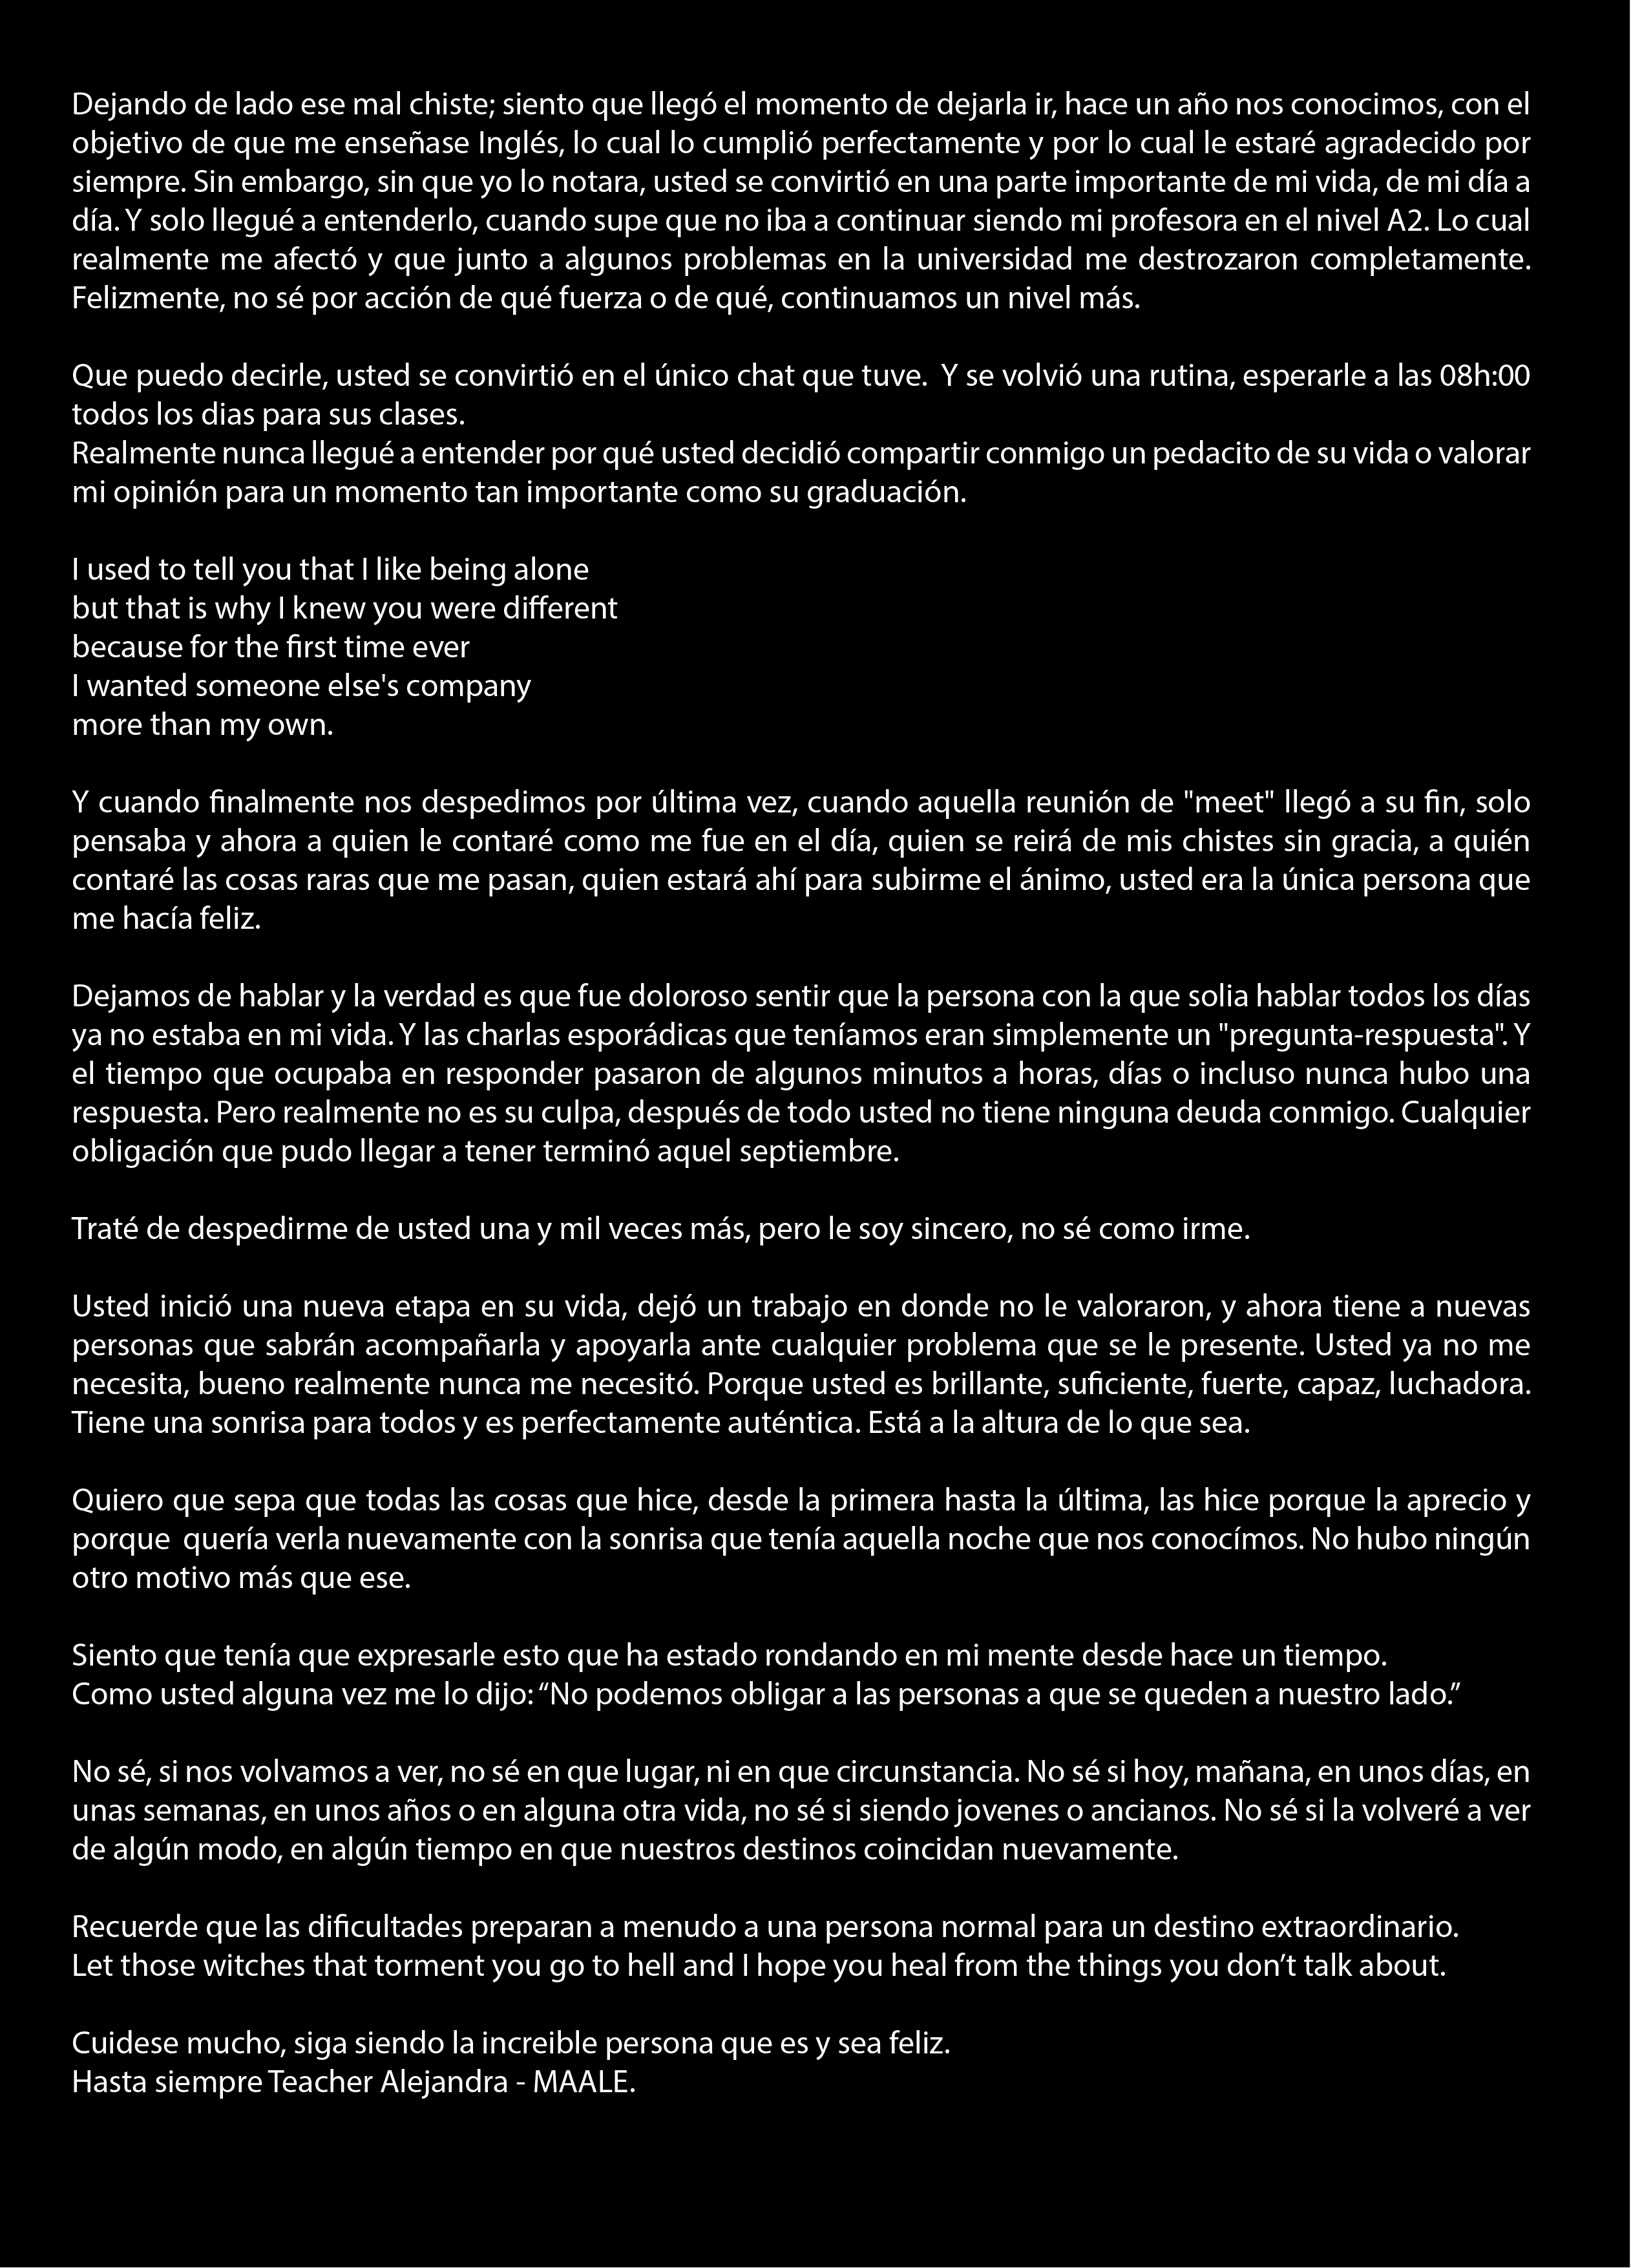 Dejando de lado ese mal chiste; siento que llegó el momento de dejarla ir, hace un año nos conocimos, con el
objetivo de que me enseñase Inglés, lo cual lo cumplió perfectamente y por lo cual le estaré agradecido por
siempre. Sin embargo, sin que yo lo notara, usted se convirtió en una parte importante de mi vida, de mi día a
día. Y solo llegué a entenderlo, cuando supe que no iba a continuar siendo mi profesora en el nivel A2. Lo cual
realmente me afectó y que junto a algunos problemas en la universidad me destrozaron completamente.
Felizmente, no sé por acción de qué fuerza o de qué, continuamos un nivel más.

Que puedo decirle, usted se convirtió en el único chat que tuve.  Y se volvió una rutina, esperarle a las 08h:00
todos los dias para sus clases.
Realmente nunca llegué a entender por qué usted decidió compartir conmigo un pedacito de su vida o valorar
mi opinión para un momento tan importante como su graduación.

I used to tell you that I like being alone
but that is why I knew you were different
because for the first time ever
I wanted someone else's company
more than my own.

Y cuando finalmente nos despedimos por última vez, cuando aquella reunión de "meet" llegó a su fin, solo
pensaba y ahora a quien le contaré como me fue en el día, quien se reirá de mis chistes sin gracia, a quién
contaré las cosas raras que me pasan, quien estará ahí para subirme el ánimo, usted era la única persona que
me hacía feliz.

Dejamos de hablar y la verdad es que fue doloroso sentir que la persona con la que solia hablar todos los días
ya no estaba en mi vida. Y las charlas esporádicas que teníamos eran simplemente un "pregunta-respuesta". Y
el tiempo que ocupaba en responder pasaron de algunos minutos a horas, días o incluso nunca hubo una
respuesta. Pero realmente no es su culpa, después de todo usted no tiene ninguna deuda conmigo. Cualquier
obligación que pudo llegar a tener terminó aquel septiembre.

Traté de despedirme de usted una y mil veces más, pero le soy sincero, no sé como irme.

Usted inició una nueva etapa en su vida, dejó un trabajo en donde no le valoraron, y ahora tiene a nuevas
personas que sabrán acompañarla y apoyarla ante cualquier problema que se le presente. Usted ya no me
necesita, bueno realmente nunca me necesitó. Porque usted es brillante, suficiente, fuerte, capaz, luchadora.
Tiene una sonrisa para todos y es perfectamente auténtica. Está a la altura de lo que sea.

Quiero que sepa que todas las cosas que hice, desde la primera hasta la última, las hice porque la aprecio y
porque  quería verla nuevamente con la sonrisa que tenía aquella noche que nos conocímos. No hubo ningún
otro motivo más que ese.

Siento que tenía que expresarle esto que ha estado rondando en mi mente desde hace un tiempo.
Como usted alguna vez me lo dijo: “No podemos obligar a las personas a que se queden a nuestro lado.”

No sé, si nos volvamos a ver, no sé en que lugar, ni en que circunstancia. No sé si hoy, mañana, en unos días, en
unas semanas, en unos años o en alguna otra vida, no sé si siendo jovenes o ancianos. No sé si la volveré a ver
de algún modo, en algún tiempo en que nuestros destinos coincidan nuevamente.

Recuerde que las dificultades preparan a menudo a una persona normal para un destino extraordinario.
Let those witches that torment you go to hell and I hope you heal from the things you don’t talk about.

Cuidese mucho, siga siendo la increible persona que es y sea feliz.
Hasta siempre Teacher Alejandra - MAALE.